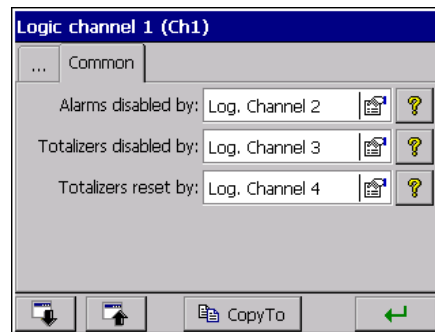 Logic channel 1 (Ch1)
... Common
Alarms disabled by: Log. Channel 2 ?
Totalizers disabled by: Log. Channel 3 ?
Totalizers reset by: Log. Channel 4 ?
CopyTo